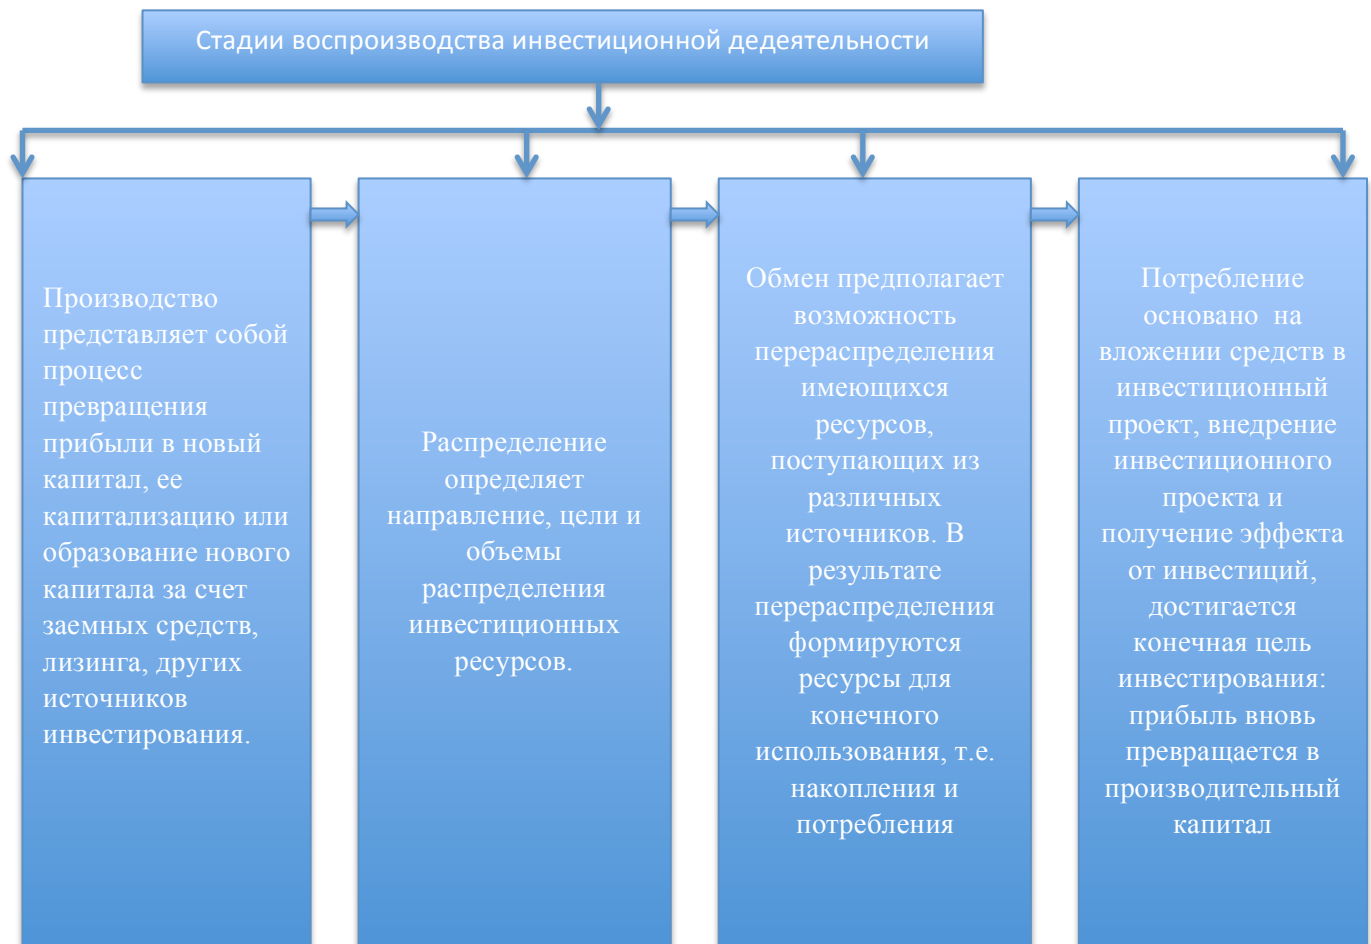 Стадии воспроизводства инвестиционной дедеятельности
Производство
представляет собой
процесс
превращения
прибыли в новый
капитал, ее
капитализацию или
образование нового
капитала за счет
заемных средств,
лизинга, других
источников
инвестирования.
Распределение
определяет
направление, цели и
объемы
распределения
инвестиционных
ресурсов.
Обмен предполагает
возможность
перераспределения
имеющихся
ресурсов,
поступающих из
различных
источников. В
результате
перераспределения
формируются
ресурсы для
конечного
использования, т.е.
накопления и
потребления
Потребление
основано на
вложении средств в
инвестиционный
проект, внедрение
инвестиционного
проекта и
получение эффекта
от инвестиций,
достигается
конечная цель
инвестирования:
прибыль вновь
превращается в
производительный
капитал